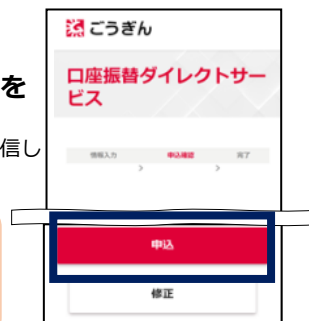 ごうぎん
口座振替ダイレクトサー
ビス
を
信し
情報入力 申込確認 完了
申込
修正